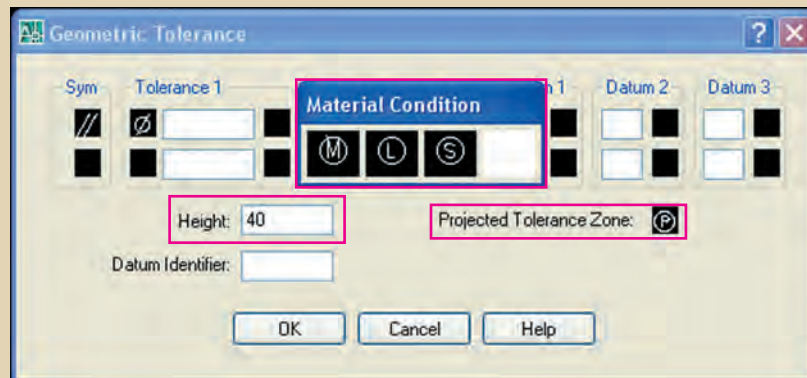 Geometric Tolerance
Sym Tolerance 1 1 Datum 2 Datum 3
Material Condition
// Ø
Ⓜ Ⓛ Ⓢ
Height: 40 Projected Tolerance Zone: Ⓟ
Datum Identifier:
OK Cancel Help